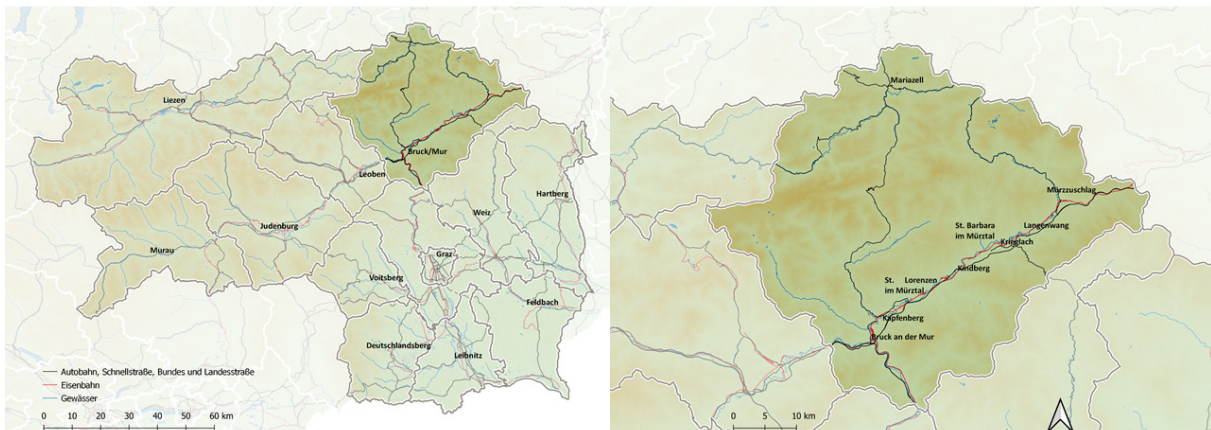 Liezen
Bruck/Mur
Leoben
Hartberg
Weiz
Judenburg
Murau
Graz
Voitsberg
Feldbach
Deutschlandsberg
Leibnitz
Autobahn, Schnellstraße, Bundes und Landesstraße
Eisenbahn
Gewässer
0 10 20 30 40 50 60 km
Mariazell
Mürzzuschlag
St. Barbara
im Mürztal
Langenwang
Krieglach
Kindberg
St. Lorenzen
im Mürztal
Kapfenberg
Bruck an der Mur
0 5 10 km